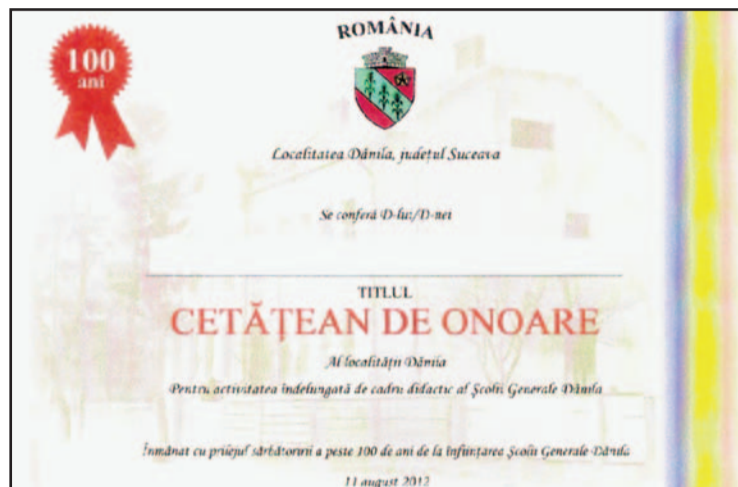 100
ani
ROMÂNIA
Localitatea Dănila, județul Suceava
Se conferă D-lui/D-nei
TITLUL
CETĂȚEAN DE ONOARE
Al localității Dănila
Pentru activitatea îndelungată de cadru didactic al Școlii Generale Dănila
Înmânat cu prilejul sărbătoririi a peste 100 de ani de la înființarea Școlii Generale Dănila
11 august 2012